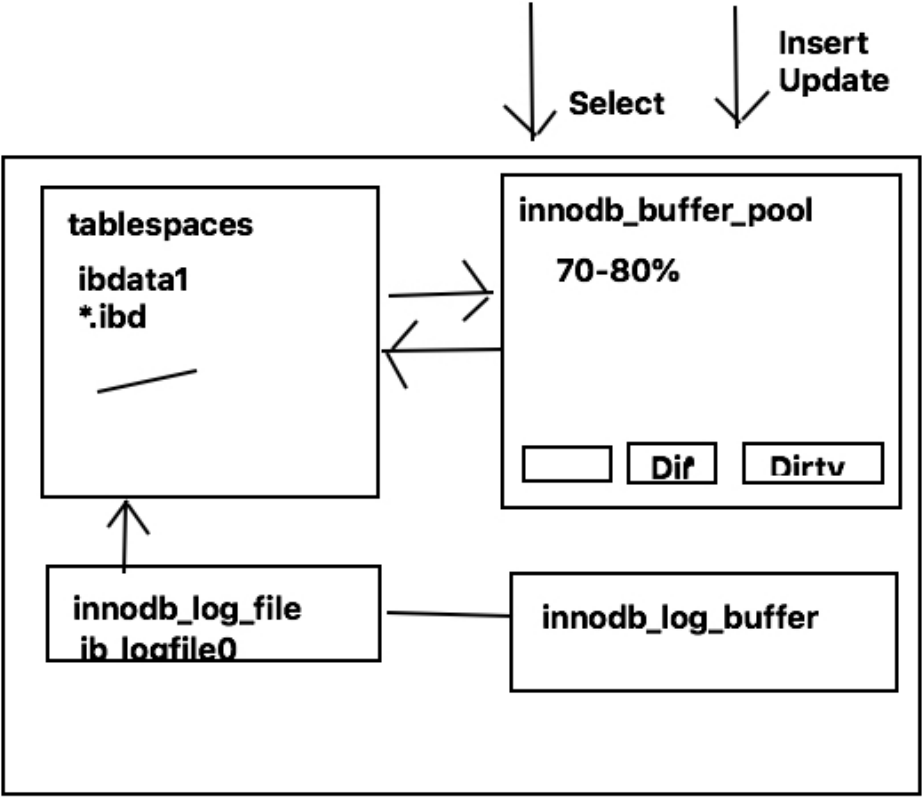 Select
Insert
Update
tablespaces
ibdata1
*.ibd
innodb_buffer_pool
70-80%
Dirty
innodb_log_file
ib_logfile0
innodb_log_buffer